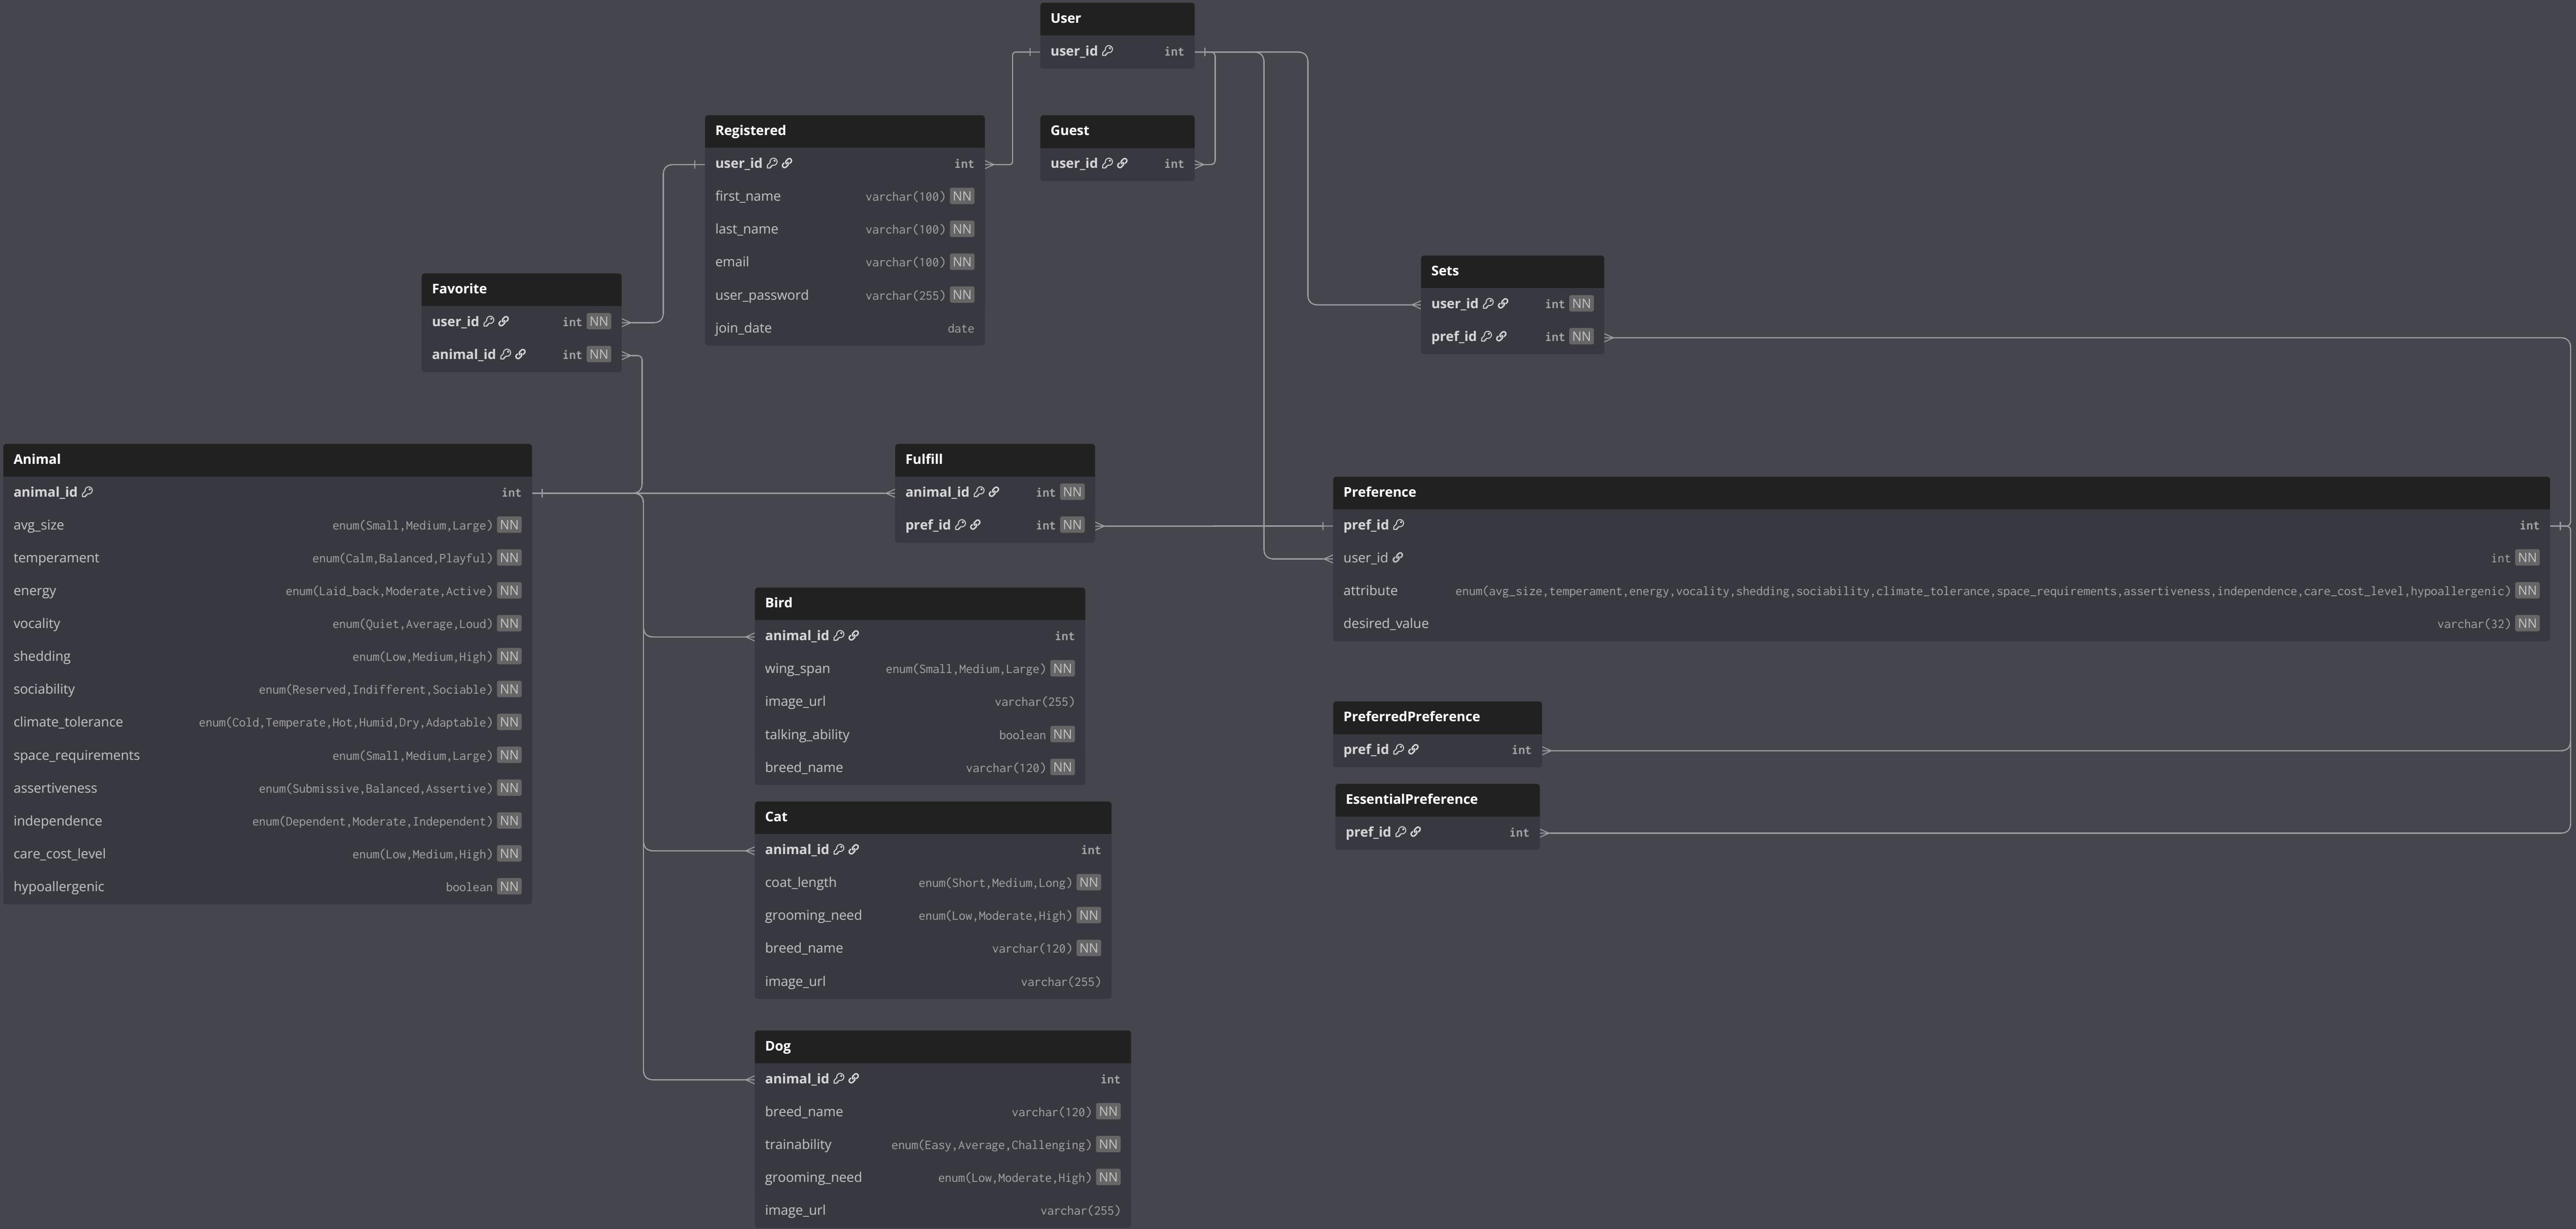 User
user_id int
Registered
user_id int
first_name varchar(100) NN
last_name varchar(100) NN
email varchar(100) NN
user_password varchar(255) NN
join_date date
Guest
user_id int
Favorite
user_id int NN
animal_id int NN
Sets
user_id int NN
pref_id int NN
Animal
animal_id int
avg_size enum(Small,Medium,Large) NN
temperament enum(Calm,Balanced,Playful) NN
energy enum(Laid_back,Moderate,Active) NN
vocality enum(Quiet,Average,Loud) NN
shedding enum(Low,Medium,High) NN
sociability enum(Reserved,Indifferent,Sociable) NN
climate_tolerance enum(Cold,Temperate,Hot,Humid,Dry,Adaptable) NN
space_requirements enum(Small,Medium,Large) NN
assertiveness enum(Submissive,Balanced,Assertive) NN
independence enum(Dependent,Moderate,Independent) NN
care_cost_level enum(Low,Medium,High) NN
hypoallergenic boolean NN
Fulfill
animal_id int NN
pref_id int NN
Preference
pref_id int
user_id int NN
attribute enum(avg_size,temperament,energy,vocality,shedding,sociability,climate_tolerance,space_requirements,assertiveness,independence,care_cost_level,hypoallergenic) NN
desired_value varchar(32) NN
Bird
animal_id int
wing_span enum(Small,Medium,Large) NN
image_url varchar(255)
talking_ability boolean NN
breed_name varchar(120) NN
PreferredPreference
pref_id int
EssentialPreference
pref_id int
Cat
animal_id int
coat_length enum(Short,Medium,Long) NN
grooming_need enum(Low,Moderate,High) NN
breed_name varchar(120) NN
image_url varchar(255)
Dog
animal_id int
breed_name varchar(120) NN
trainability enum(Easy,Average,Challenging) NN
grooming_need enum(Low,Moderate,High) NN
image_url varchar(255)